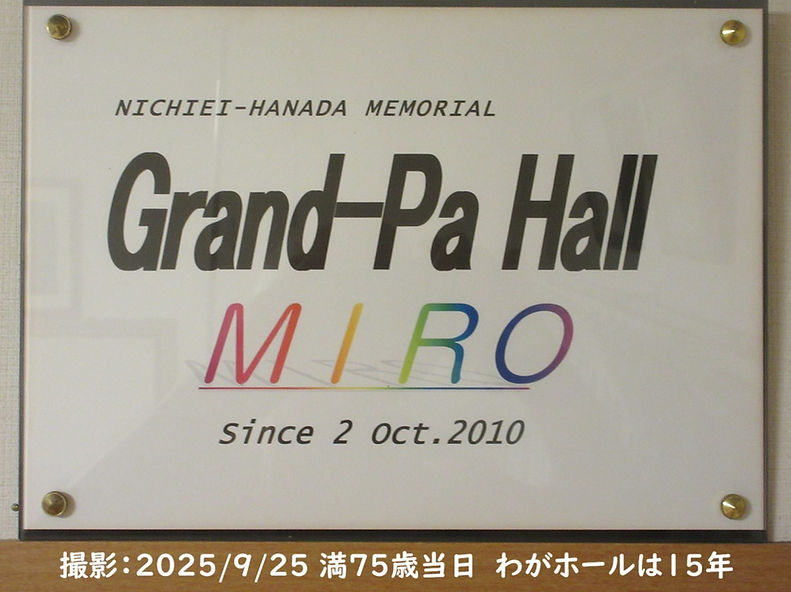 NICHIEI-HANADA MEMORIAL
Grand-Pa Hall
MIRO
Since 2 Oct.2010
撮影:2025/9/25 満75歳当日 わがホールは15年